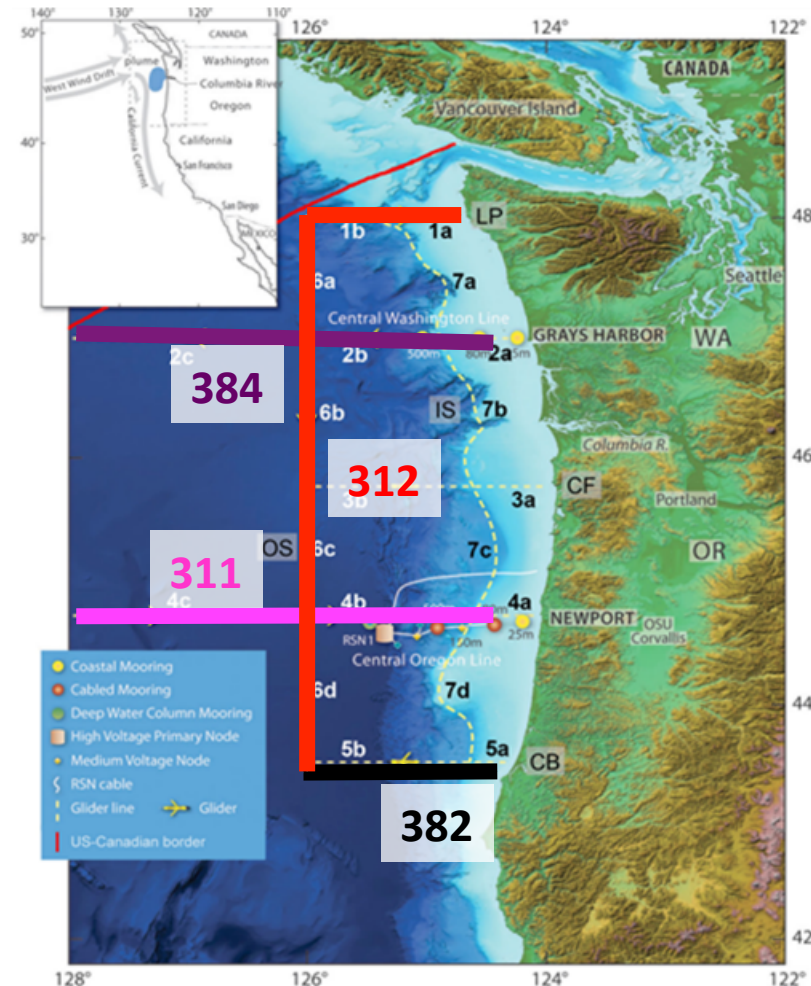 140°
130°
120°
110°
50°
40°
30°
CANADA
plume
Washington
West Wind Drift
Columbia River
Oregon
California Current
California
San Francisco
San Diego
126°
124°
122°
CANADA
Vancouver Island
48
LP
1b
1a
6a
7a
Seattle
Central Washington Line
GRAYS HARBOR
WA
2c
2b
500m
2a
384
6b
IS
7b
Columbia R.
46
312
3b
3a
CF
Portland
OS
6c
7c
OR
311
4c
4b
4a
NEWPORT
OSU
Corvallis
RSN1
25m
Central Oregon Line
6d
7d
44
5b
5a
CB
382
Coastal Mooring
Cabled Mooring
Deep Water Column Mooring
High Voltage Primary Node
Medium Voltage Node
RSN cable
Glider line
Glider
US-Canadian border
42
128°
126°
124°
122°